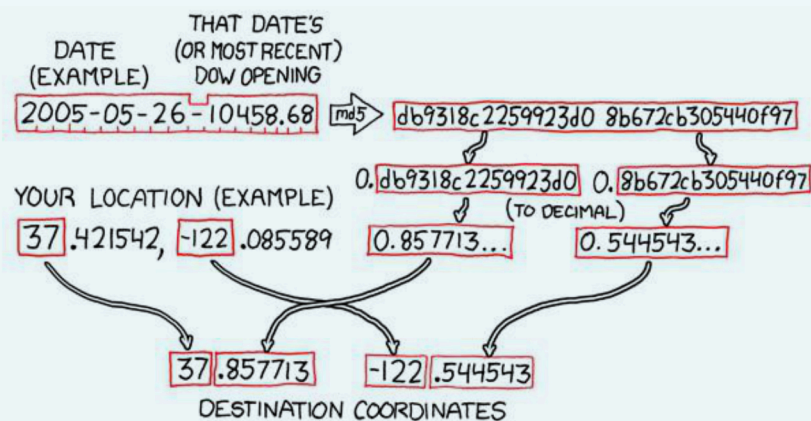 DATE
(EXAMPLE)
THAT DATE'S
(OR MOST RECENT)
DOW OPENING
2005-05-26-10458.68
md5
db9318c2259923d0 8b672cb305440f97
0.db9318c2259923d0 0.8b672cb305440f97
YOUR LOCATION (EXAMPLE)
(TO DECIMAL)
37.421542, -122.085589
0.857713... 0.544543...
37.857713 -122.544543
DESTINATION COORDINATES